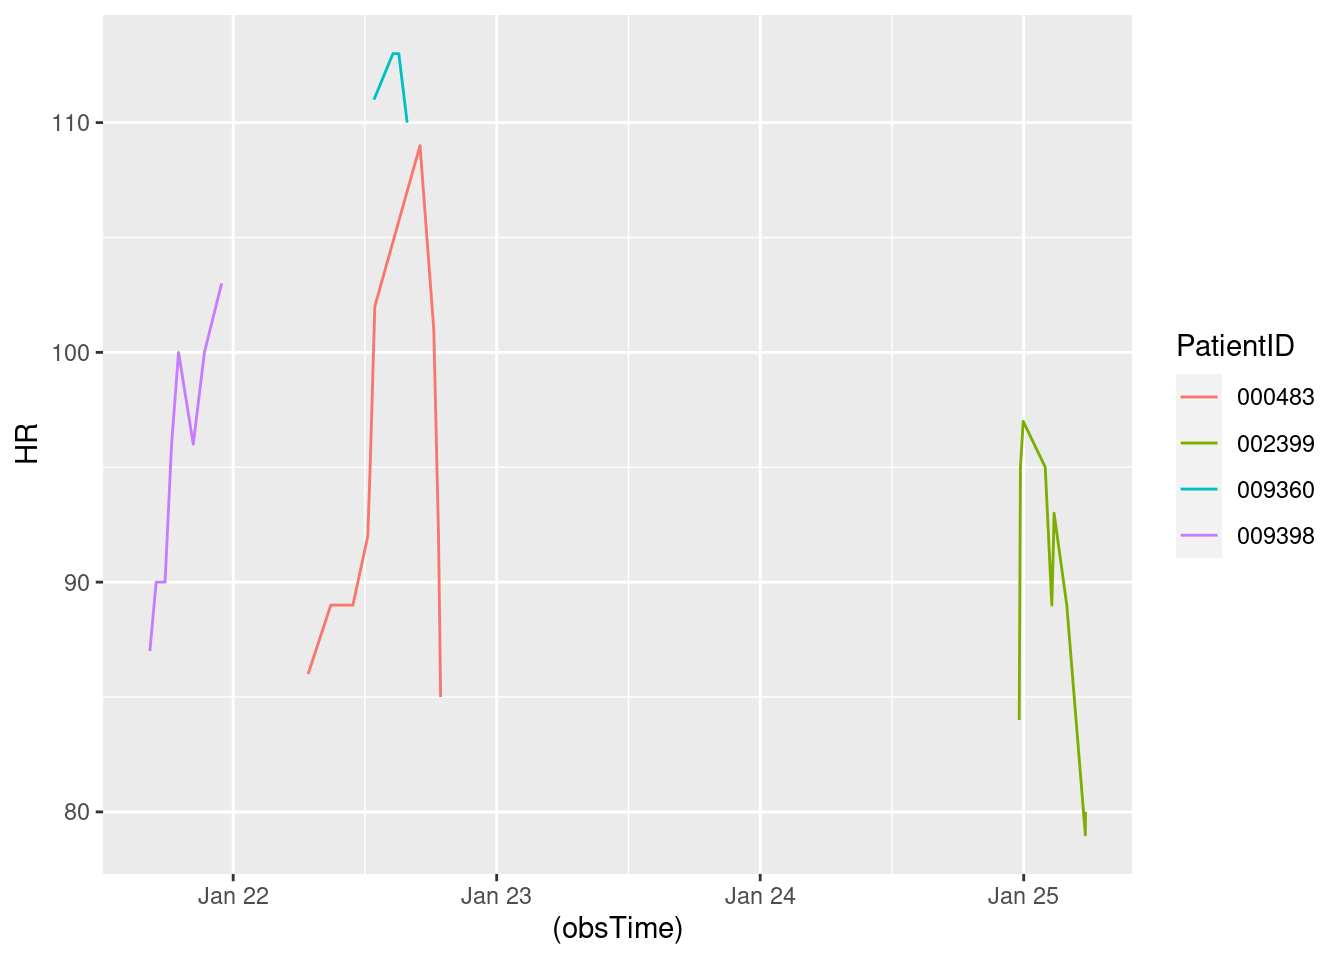 110
100
90
80
HR
Jan 22
Jan 23
Jan 24
Jan 25
(obsTime)
PatientID
000483
002399
009360
009398